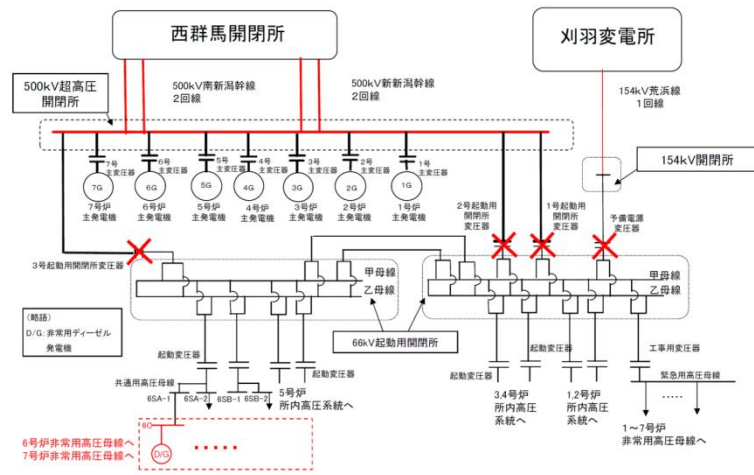 西群馬開閉所
刈羽変電所
500kV超高圧
開閉所
500kV南新潟幹線
2回線
500kV新新潟幹線
2回線
154kV荒浜線
1回線
154kV開閉所
7号
主変圧器
6号
主変圧器
5号
主変圧器
4号
主変圧器
3号
主変圧器
2号
主変圧器
1号
主変圧器
7G
6G
5G
4G
3G
2G
1G
7号炉
主発電機
6号炉
主発電機
5号炉
主発電機
4号炉
主発電機
3号炉
主発電機
2号炉
主発電機
1号炉
主発電機
2号起動用
開閉所
変圧器
1号起動用
開閉所
変圧器
予備電源
変圧器
3号起動用開閉所変圧器
甲母線
乙母線
甲母線
乙母線
66kV起動用開閉所
(略語)
D/G:非常用ディーゼル
発電機
起動変圧器
起動変圧器
起動変圧器
起動変圧器
工事用変圧器
共通用高圧母線
6SA-1
6SA-2
6SB-1
6SB-2
5号炉
所内高圧系統へ
3,4号炉
所内高圧
系統へ
1,2号炉
所内高圧
系統へ
緊急用高圧母線
1~7号炉
非常用高圧母線へ
6号炉非常用高圧母線へ
7号炉非常用高圧母線へ
D/G